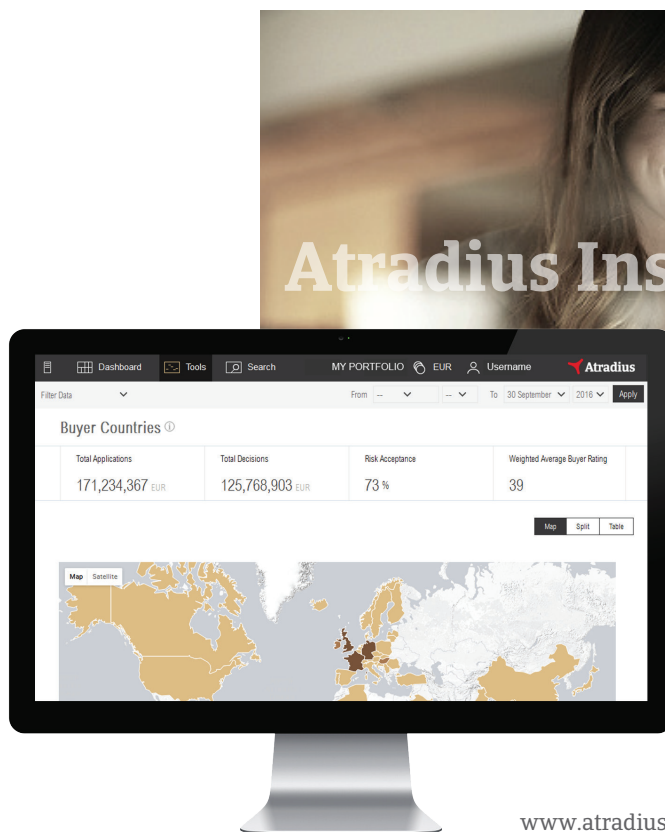 Atradius Ins
Dashboard Tools Search MY PORTFOLIO EUR Username Atradius
Filter Data From -- -- To 30 September 2016 Apply
Buyer Countries
Total Applications Total Decisions Risk Acceptance Weighted Average Buyer Rating
171,234,367 EUR 125,768,903 EUR 73 % 39
Map Split Table
Map Satellite
www.atradius